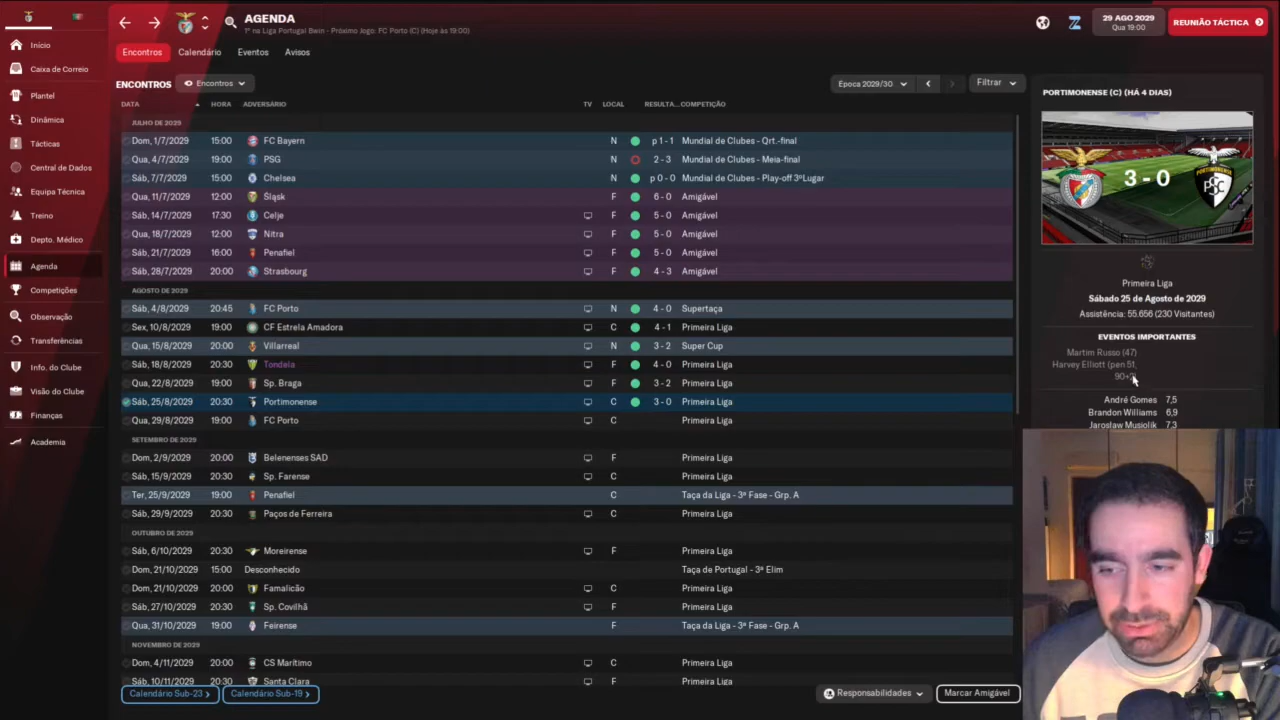 AGENDA
1º na Liga Portugal Bwin - Próximo Jogo: FC Porto (C) (Hoje às 19:00)
29 AGO 2029
Qua 19:00
REUNIÃO TÁCTICA
Início
Caixa de Correio
Plantel
Dinâmica
Tácticas
Central de Dados
Equipa Técnica
Treino
Depto. Médico
Agenda
Competições
Observação
Transferências
Info. do Clube
Visão do Clube
Finanças
Academia
Encontros Calendário Eventos Avisos
ENCONTROS Encontros Época 2029/30 Filtrar
DATA HORA ADVERSÁRIO TV LOCAL RESULTA... COMPETIÇÃO
JULHO DE 2029
Dom, 1/7/2029 15:00 FC Bayern N p 1 - 1 Mundial de Clubes - Qrt.-final
Qua, 4/7/2029 19:00 PSG N 2 - 3 Mundial de Clubes - Meia-final
Sáb, 7/7/2029 15:00 Chelsea N p 0 - 0 Mundial de Clubes - Play-off 3ºLugar
Qua, 11/7/2029 12:00 Śląsk F 6 - 0 Amigável
Sáb, 14/7/2029 17:30 Celje F 5 - 0 Amigável
Qua, 18/7/2029 12:00 Nitra F 5 - 0 Amigável
Sáb, 21/7/2029 16:00 Penafiel F 5 - 0 Amigável
Sáb, 28/7/2029 20:00 Strasbourg F 4 - 3 Amigável
AGOSTO DE 2029
Sáb, 4/8/2029 20:45 FC Porto N 4 - 0 Supertaça
Sex, 10/8/2029 19:00 CF Estrela Amadora C 4 - 1 Primeira Liga
Qua, 15/8/2029 20:00 Villarreal N 3 - 2 Super Cup
Sáb, 18/8/2029 20:30 Tondela F 4 - 0 Primeira Liga
Qua, 22/8/2029 19:00 Sp. Braga F 3 - 2 Primeira Liga
Sáb, 25/8/2029 20:30 Portimonense C 3 - 0 Primeira Liga
Qua, 29/8/2029 19:00 FC Porto C Primeira Liga
SETEMBRO DE 2029
Dom, 2/9/2029 20:00 Belenenses SAD F Primeira Liga
Sáb, 15/9/2029 20:30 Sp. Farense C Primeira Liga
Ter, 25/9/2029 19:00 Penafiel C Taça da Liga - 3ª Fase - Grp. A
Sáb, 29/9/2029 20:30 Paços de Ferreira C Primeira Liga
OUTUBRO DE 2029
Sáb, 6/10/2029 20:30 Moreirense F Primeira Liga
Dom, 21/10/2029 15:00 Desconhecido Taça de Portugal - 3ª Elim
Dom, 21/10/2029 20:00 Famalicão C Primeira Liga
Sáb, 27/10/2029 20:30 Sp. Covilhã F Primeira Liga
Qua, 31/10/2029 19:00 Feirense F Taça da Liga - 3ª Fase - Grp. A
NOVEMBRO DE 2029
Dom, 4/11/2029 20:00 CS Marítimo C Primeira Liga
Sáb, 10/11/2029 20:30 Santa Clara F Primeira Liga
Calendário Sub-23 Calendário Sub-19 Responsabilidades Marcar Amigável
PORTIMONENSE (C) (HÁ 4 DIAS)
3 - 0
Primeira Liga
Sábado 25 de Agosto de 2029
Assistência: 55.656 (230 Visitantes)
EVENTOS IMPORTANTES
Martim Russo (47)
Harvey Elliott (pen 51,
André Gomes 7,5
Brandon Williams 6,9
Jarosław Musiolik 7,3